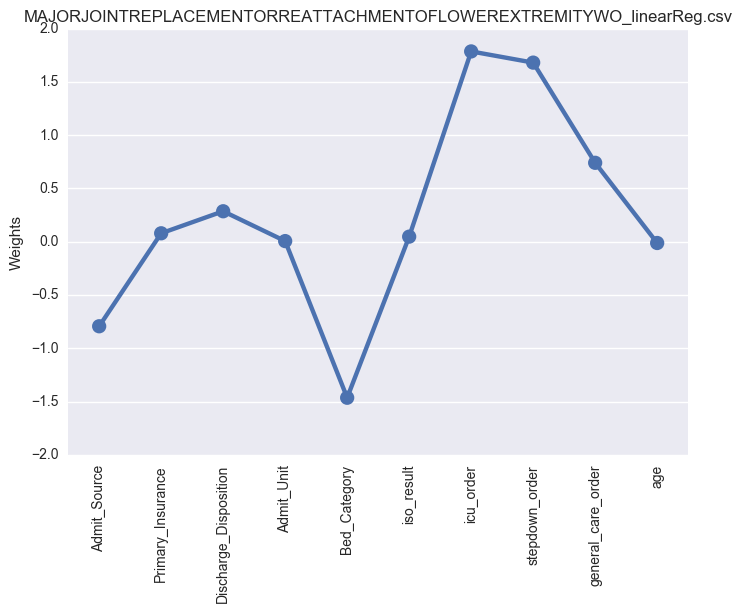 MAJORJOINTREPLACEMENTORREATTACHMENTOFLOWEREXTREMITYWO_linearReg.csv
2.0
1.5
1.0
0.5
0.0
−0.5
−1.0
−1.5
−2.0
Weights
Admit_Source
Primary_Insurance
Discharge_Disposition
Admit_Unit
Bed_Category
iso_result
icu_order
stepdown_order
general_care_order
age